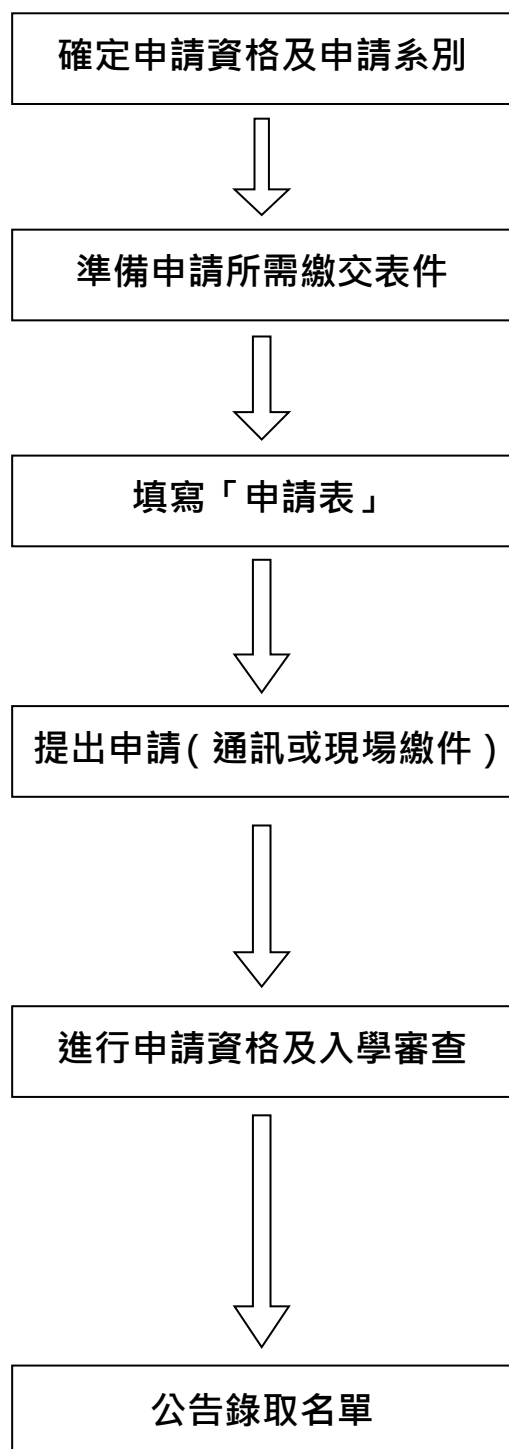 確定申請資格及申請系別
準備申請所需繳交表件
填寫「申請表」
提出申請(通訊或現場繳件)
進行申請資格及入學審查
公告錄取名單